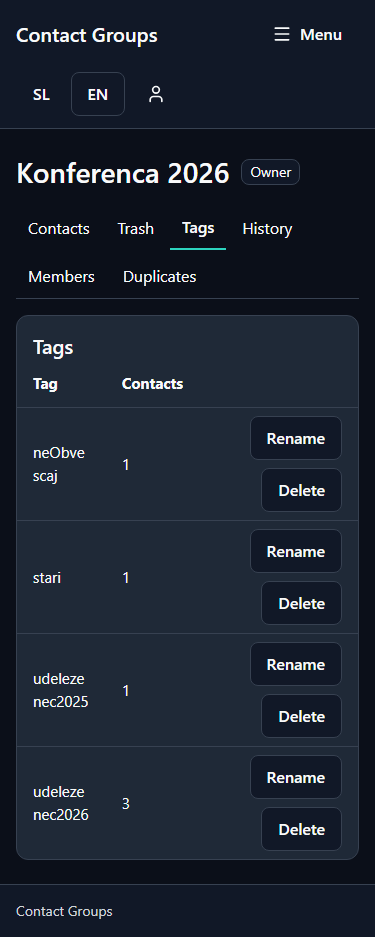 Contact Groups
Menu
SL
EN
Konferenca 2026
Owner
Contacts
Trash
Tags
History
Members
Duplicates
Tags
Tag
Contacts
neObve
scaj
1
Rename
Delete
stari
1
Rename
Delete
udeleze
nec2025
1
Rename
Delete
udeleze
nec2026
3
Rename
Delete
Contact Groups